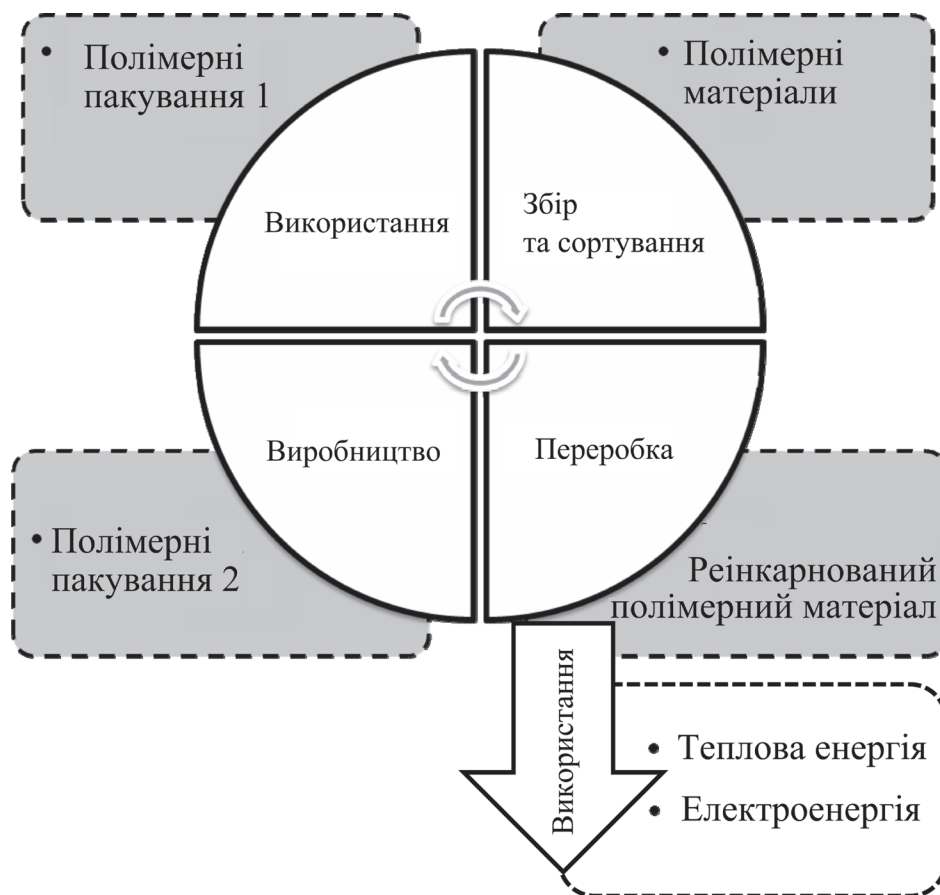 • Полімерні
пакування 1
• Полімерні
матеріали
Використання
Збір
та сортування
Виробництво
Переробка
• Полімерні
пакування 2
Реінкарнований
полімерний матеріал
Використання
• Теплова енергія
• Електроенергія